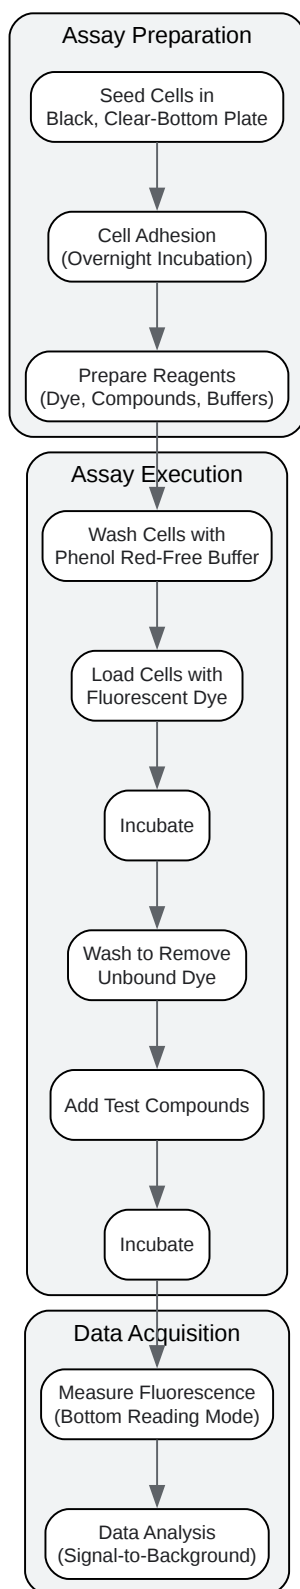 Assay Preparation
Seed Cells in
Black, Clear-Bottom Plate
Cell Adhesion
(Overnight Incubation)
Prepare Reagents
(Dye, Compounds, Buffers)
Assay Execution
Wash Cells with
Phenol Red-Free Buffer
Load Cells with
Fluorescent Dye
Incubate
Wash to Remove
Unbound Dye
Add Test Compounds
Incubate
Data Acquisition
Measure Fluorescence
(Bottom Reading Mode)
Data Analysis
(Signal-to-Background)